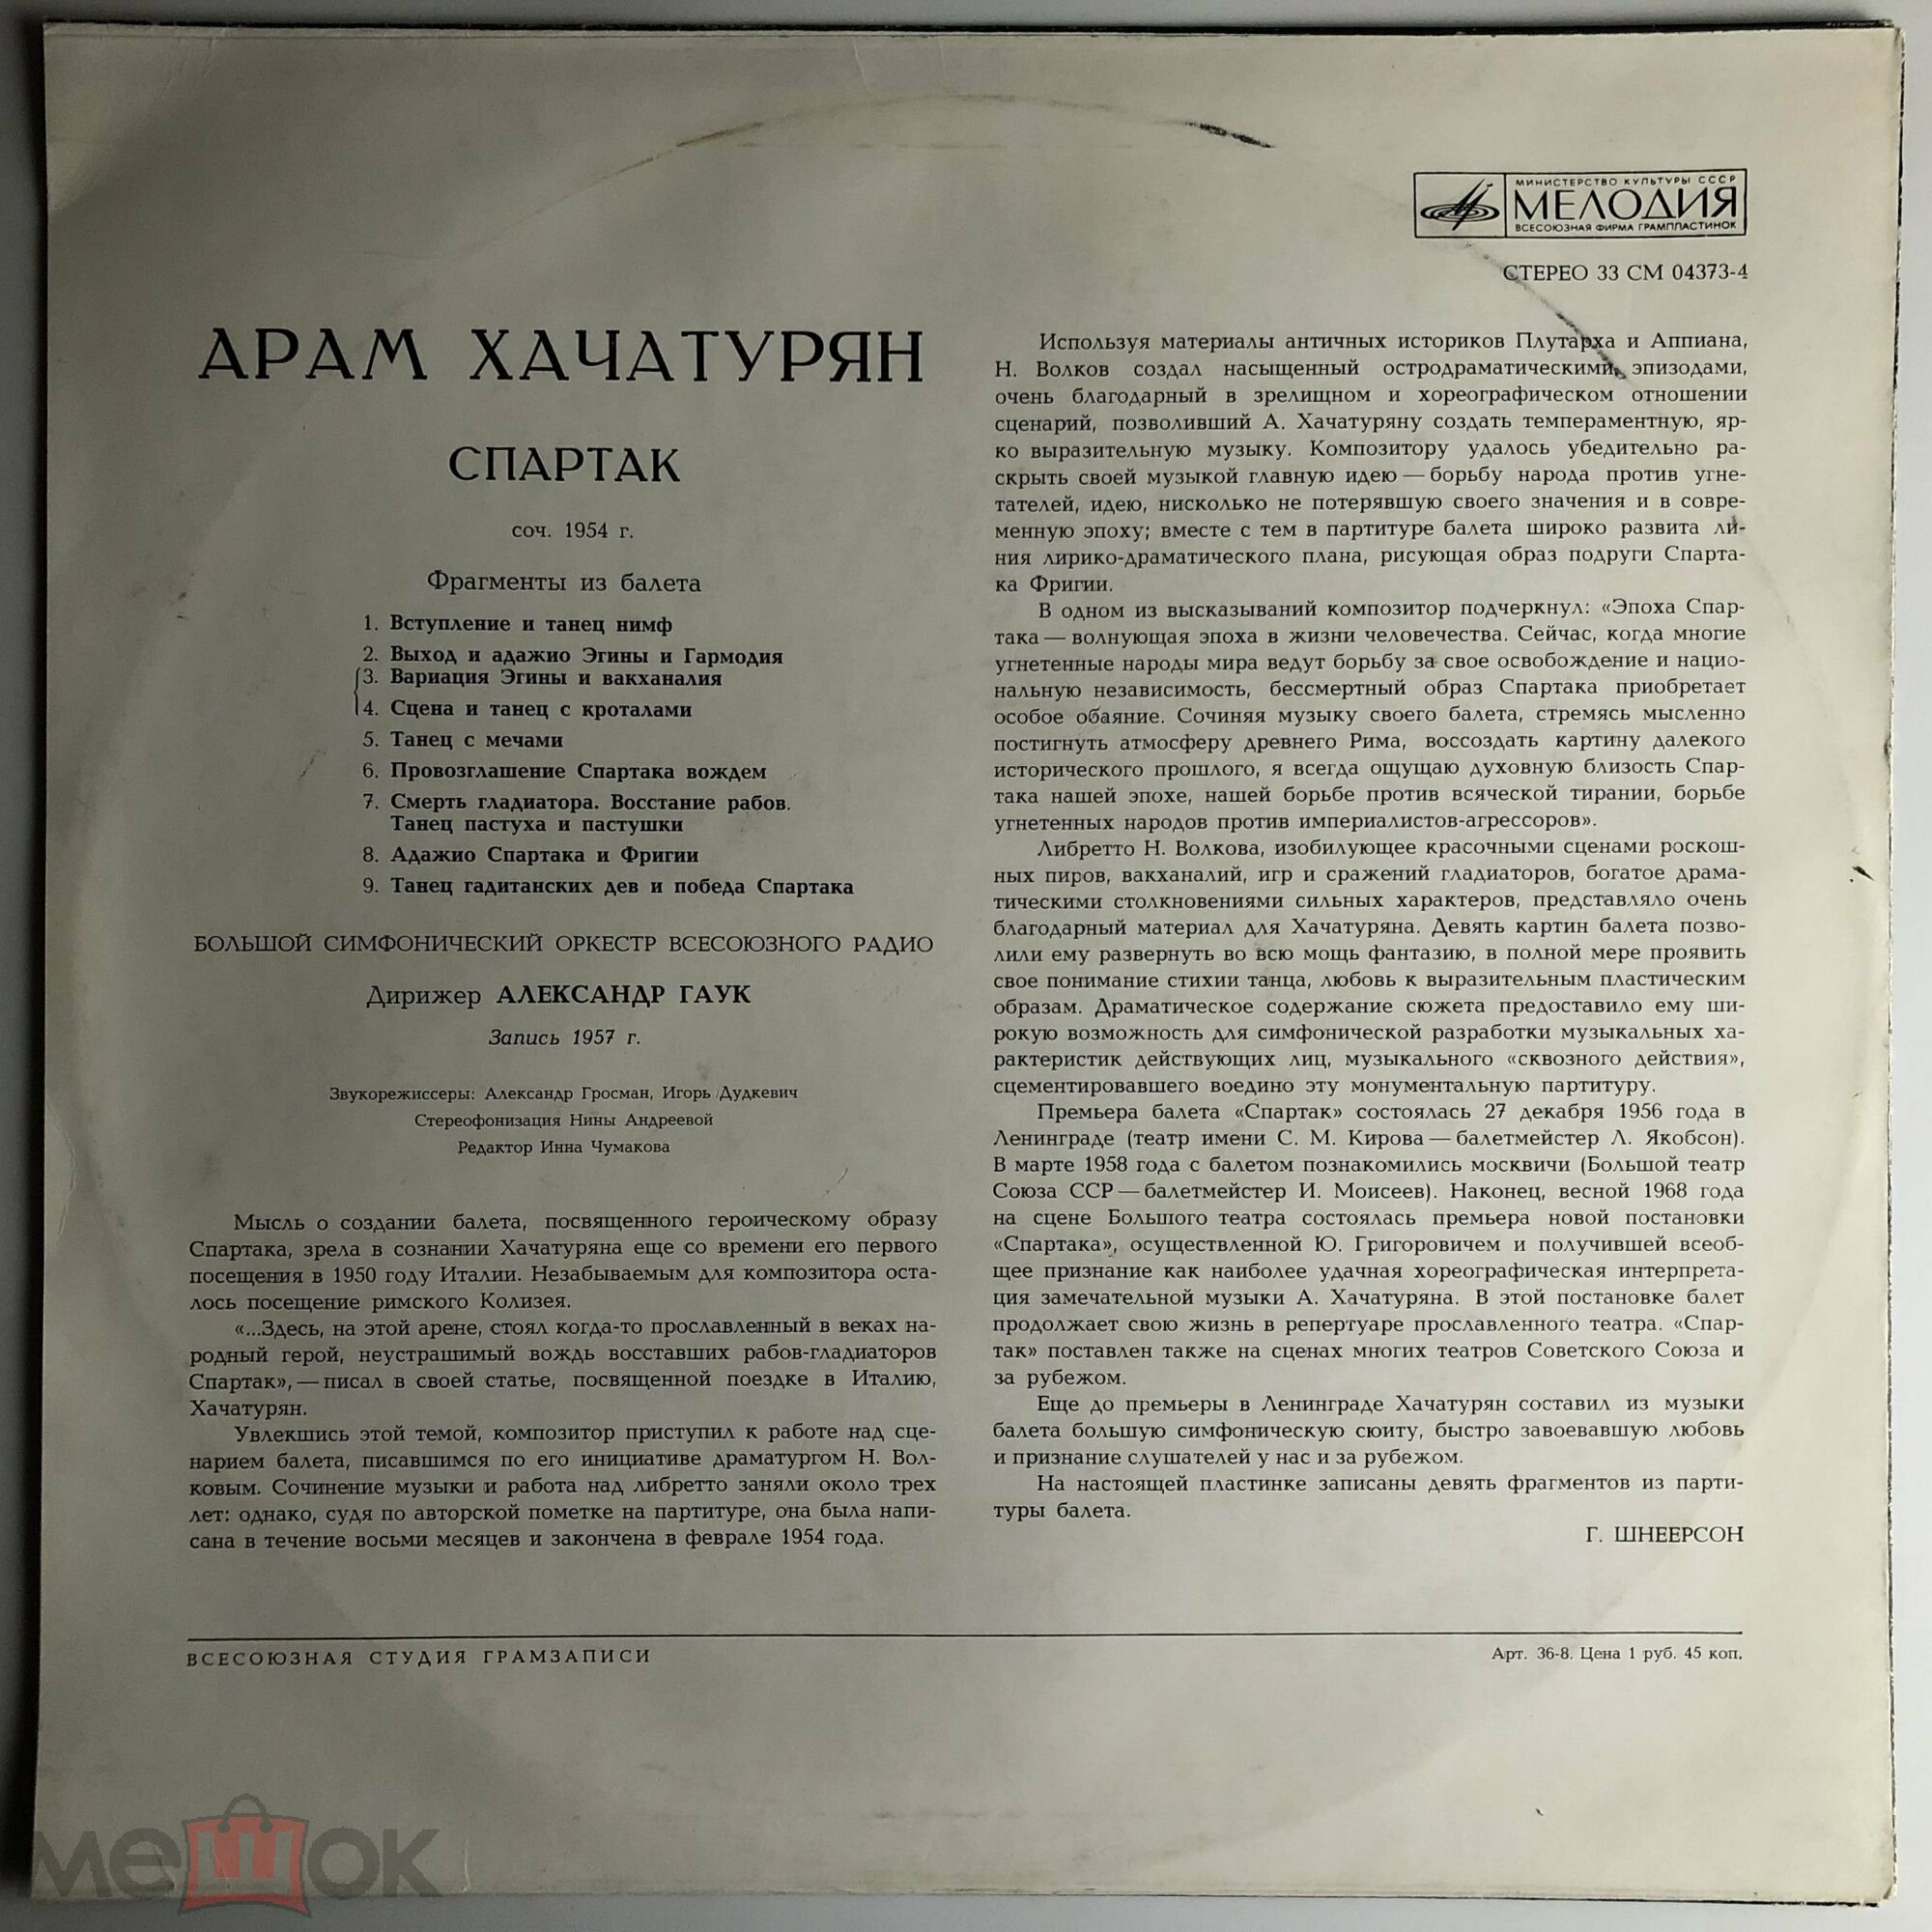 МИНИСТЕРСТВО КУЛЬТУРЫ СССР
МЕЛОДИЯ
ВСЕСОЮЗНАЯ ФИРМА ГРАМПЛАСТИНОК
СТЕРЕО 33 СМ 04373-4
АРАМ ХАЧАТУРЯН
СПАРТАК
соч. 1954 г.
Фрагменты из балета
1. Вступление и танец нимф
2. Выход и адажио Эгины и Гармодия
3. Вариация Эгины и вакханалия
4. Сцена и танец с кроталами
5. Танец с мечами
6. Провозглашение Спартака вождем
7. Смерть гладиатора. Восстание рабов.
Танец пастуха и пастушки
8. Адажио Спартака и Фригии
9. Танец гадитанских дев и победа Спартака
БОЛЬШОЙ СИМФОНИЧЕСКИЙ ОРКЕСТР ВСЕСОЮЗНОГО РАДИО
Дирижер АЛЕКСАНДР ГАУК
Запись 1957 г.
Звукорежиссеры: Александр Гросман, Игорь Дудкевич
Стереофонизация Нины Андреевой
Редактор Инна Чумакова
Мысль о создании балета, посвященного героическому образу
Спартака, зрела в сознании Хачатуряна еще со времени его первого
посещения в 1950 году Италии. Незабываемым для композитора оста-
лось посещение римского Колизея.
«...Здесь, на этой арене, стоял когда-то прославленный в веках на-
родный герой, неустрашимый вождь восставших рабов-гладиаторов
Спартак», — писал в своей статье, посвященной поездке в Италию,
Хачатурян.
Увлекшись этой темой, композитор приступил к работе над сце-
нарием балета, писавшимся по его инициативе драматургом Н. Вол-
ковым. Сочинение музыки и работа над либретто заняли около трех
лет: однако, судя по авторской пометке на партитуре, она была напи-
сана в течение восьми месяцев и закончена в феврале 1954 года.
Используя материалы античных историков Плутарха и Аппиана,
Н. Волков создал насыщенный остродраматическими эпизодами,
очень благодарный в зрелищном и хореографическом отношении
сценарий, позволивший А. Хачатуряну создать темпераментную, яр-
ко выразительную музыку. Композитору удалось убедительно ра-
скрыть своей музыкой главную идею — борьбу народа против угне-
тателей, идею, нисколько не потерявшую своего значения и в совре-
менную эпоху; вместе с тем в партитуре балета широко развита ли-
ния лирико-драматического плана, рисующая образ подруги Спарта-
ка Фригии.
В одном из высказываний композитор подчеркнул: «Эпоха Спар-
така — волнующая эпоха в жизни человечества. Сейчас, когда многие
угнетенные народы мира ведут борьбу за свое освобождение и нацио-
нальную независимость, бессмертный образ Спартака приобретает
особое обаяние. Сочиняя музыку своего балета, стремясь мысленно
постигнуть атмосферу древнего Рима, воссоздать картину далекого
исторического прошлого, я всегда ощущаю духовную близость Спар-
така нашей эпохе, нашей борьбе против всяческой тирании, борьбе
угнетенных народов против империалистов-агрессоров».
Либретто Н. Волкова, изобилующее красочными сценами роскош-
ных пиров, вакханалий, игр и сражений гладиаторов, богатое драма-
тическими столкновениями сильных характеров, представляло очень
благодарный материал для Хачатуряна. Девять картин балета позво-
лили ему развернуть во всю мощь фантазию, в полной мере проявить
свое понимание стихии танца, любовь к выразительным пластическим
образам. Драматическое содержание сюжета предоставило ему ши-
рокую возможность для симфонической разработки музыкальных ха-
рактеристик действующих лиц, музыкального «сквозного действия»,
сцементировавшего воедино эту монументальную партитуру.
Премьера балета «Спартак» состоялась 27 декабря 1956 года в
Ленинграде (театр имени С. М. Кирова — балетмейстер Л. Якобсон).
В марте 1958 года с балетом познакомились москвичи (Большой театр
Союза ССР — балетмейстер И. Моисеев). Наконец, весной 1968 года
на сцене Большого театра состоялась премьера новой постановки
«Спартака», осуществленной Ю. Григоровичем и получившей всеоб-
щее признание как наиболее удачная хореографическая интерпрета-
ция замечательной музыки А. Хачатуряна. В этой постановке балет
продолжает свою жизнь в репертуаре прославленного театра. «Спар-
так» поставлен также на сценах многих театров Советского Союза и
за рубежом.
Еще до премьеры в Ленинграде Хачатурян составил из музыки
балета большую симфоническую сюиту, быстро завоевавшую любовь
и признание слушателей у нас и за рубежом.
На настоящей пластинке записаны девять фрагментов из парти-
туры балета.
Г. ШНЕЕРСОН
ВСЕСОЮЗНАЯ СТУДИЯ ГРАМЗАПИСИ
Арт. 36-8. Цена 1 руб. 45 коп.
мешок